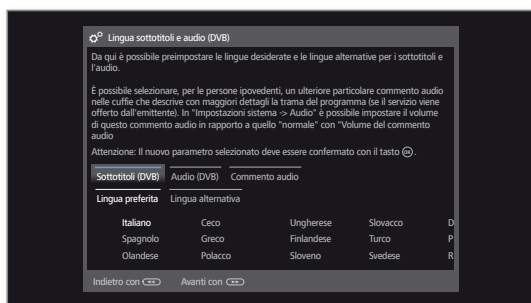 Lingua sottotitoli e audio (DVB)
Da qui è possibile preimpostare le lingue desiderate e le lingue alternative per i sottotitoli e
l'audio.
È possibile selezionare, per le persone ipovedenti, un ulteriore particolare commento audio
nelle cuffie che descrive con maggiori dettagli la trama del programma (se il servizio viene
offerto dall'emittente). In "Impostazioni sistema -> Audio" è possibile impostare il volume
di questo commento audio in rapporto a quello "normale" con "Volume del commento
audio
Attenzione: Il nuovo parametro selezionato deve essere confermato con il tasto OK.
Sottotitoli (DVB) Audio (DVB) Commento audio
Lingua preferita Lingua alternativa
Italiano Ceco Ungherese Slovacco D
Spagnolo Greco Finlandese Turco P
Olandese Polacco Sloveno Svedese R
Indietro con Avanti con